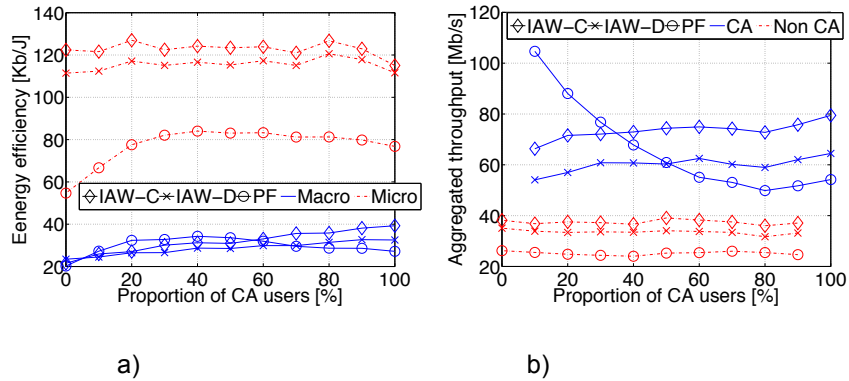 Eenergy efficiency [Kb/J]
140
120
100
80
60
40
20
IAW-C IAW-D PF Macro Micro
0 20 40 60 80 100
Proportion of CA users [%]
a)
Aggregated throughput [Mb/s]
120
100
80
60
40
20
IAW-C IAW-D PF CA Non CA
0 20 40 60 80 100
Proportion of CA users [%]
b)